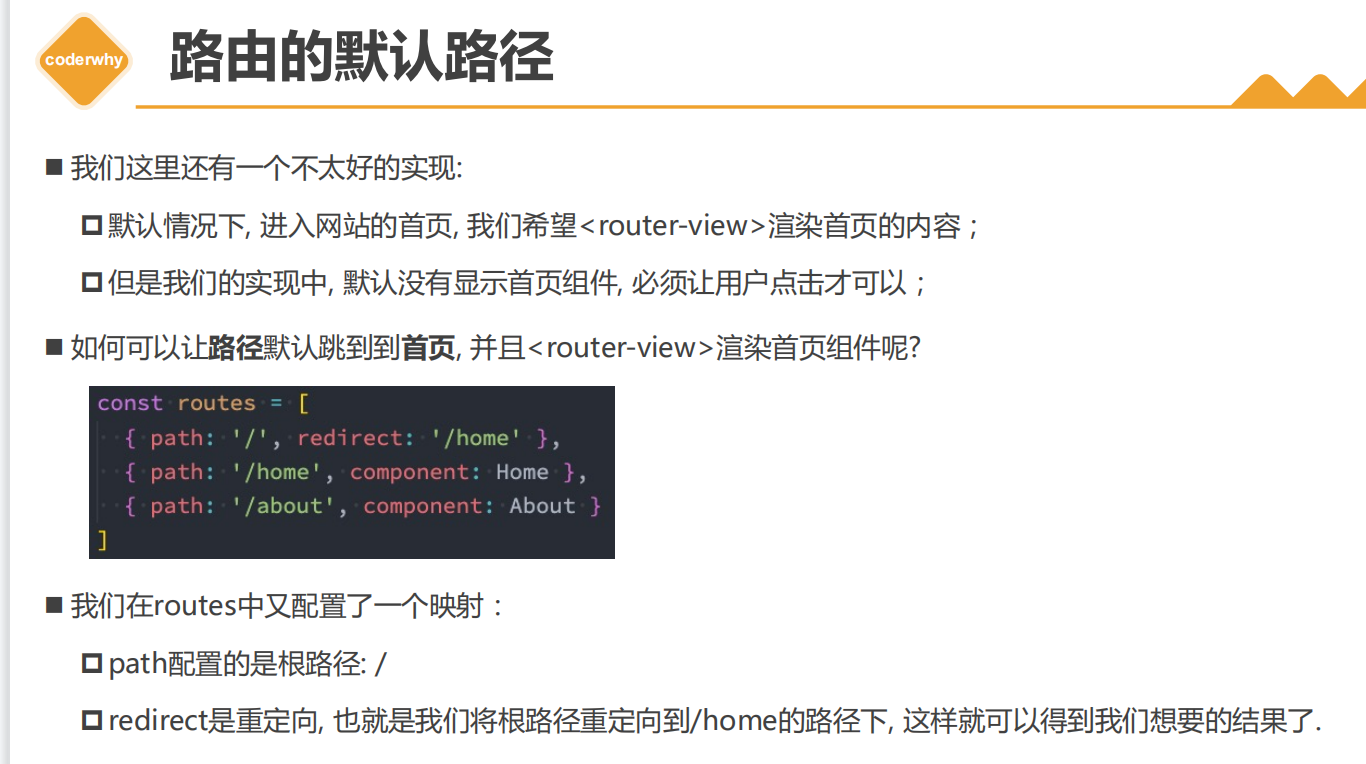 coderwhy
路由的默认路径
我们这里还有一个不太好的实现:
默认情况下, 进入网站的首页, 我们希望<router-view>渲染首页的内容；
但是我们的实现中, 默认没有显示首页组件, 必须让用户点击才可以；
如何可以让路径默认跳到到首页, 并且<router-view>渲染首页组件呢?
const routes = [
{ path: '/', redirect: '/home' },
{ path: '/home', component: Home },
{ path: '/about', component: About }
]
我们在routes中又配置了一个映射：
path配置的是根路径: /
redirect是重定向, 也就是我们将根路径重定向到/home的路径下, 这样就可以得到我们想要的结果了.